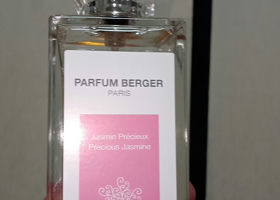 PARFUM BERGER
PARIS
Jasmin Précieux
Precious Jasmine